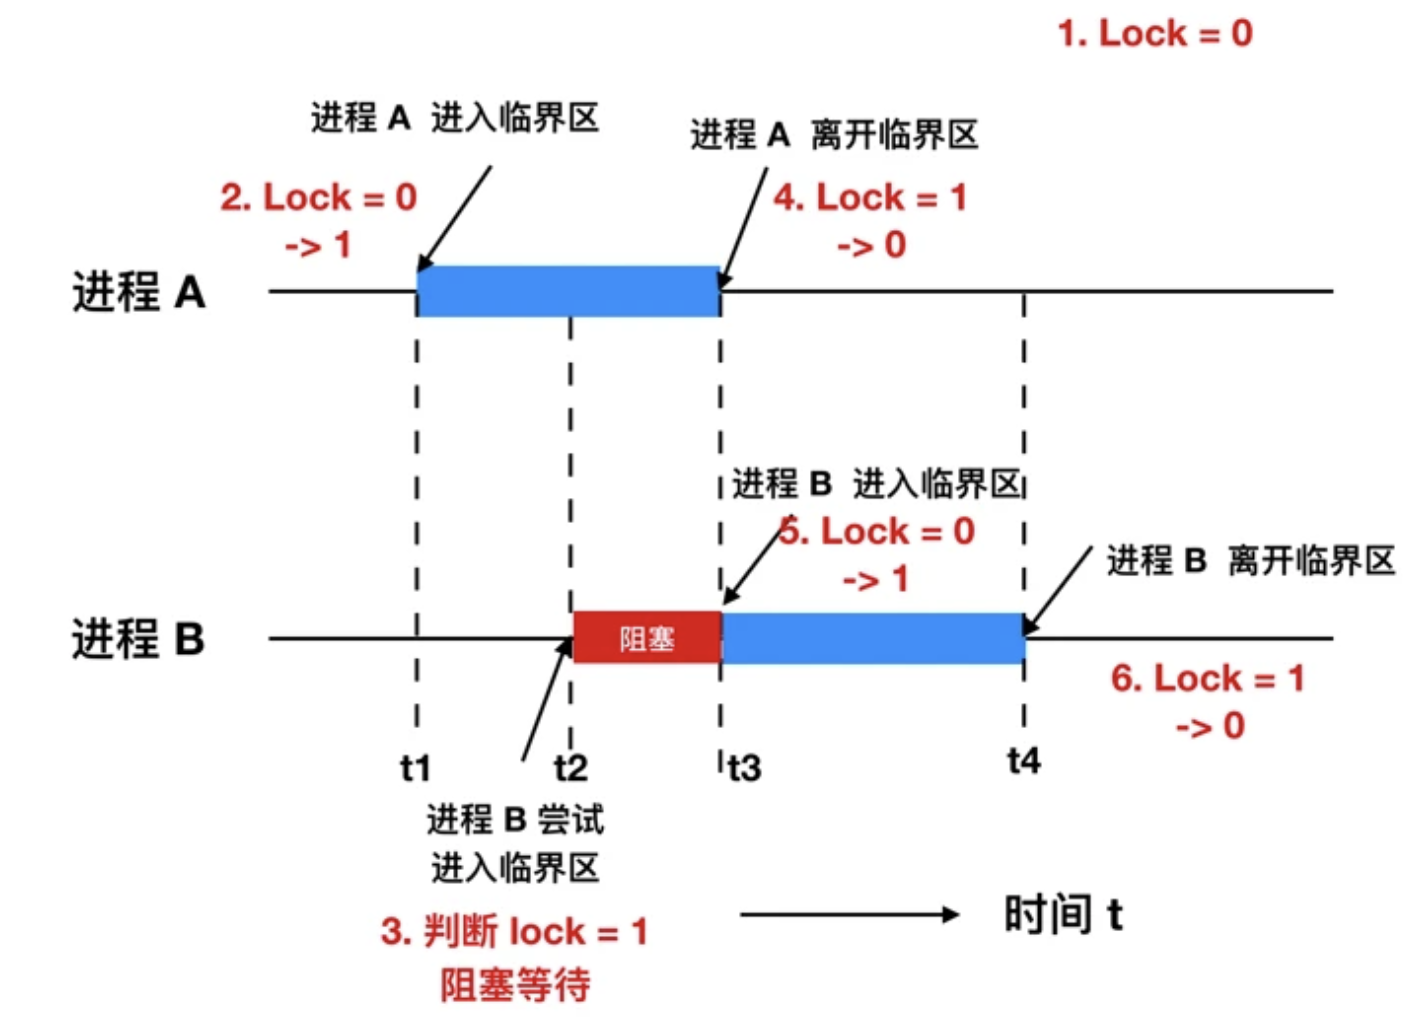 1. Lock = 0
进程 A 进入临界区
进程 A 离开临界区
2. Lock = 0
-> 1
4. Lock = 1
-> 0
进程 A
进程 B 进入临界区
5. Lock = 0
-> 1
进程 B 离开临界区
进程 B
阻塞
6. Lock = 1
-> 0
t1
t2
t3
t4
进程 B 尝试
进入临界区
3. 判断 lock = 1
阻塞等待
时间 t